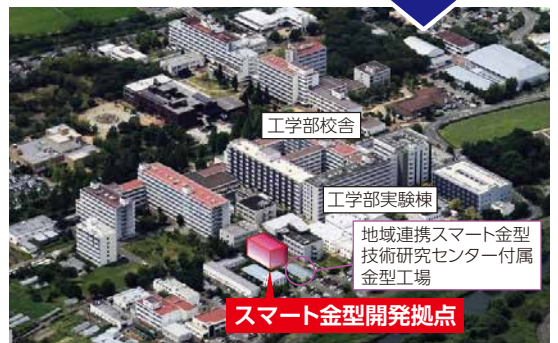 工学部校舎
工学部実験棟
地域連携スマート金型
技術研究センター付属
金型工場
スマート金型開発拠点